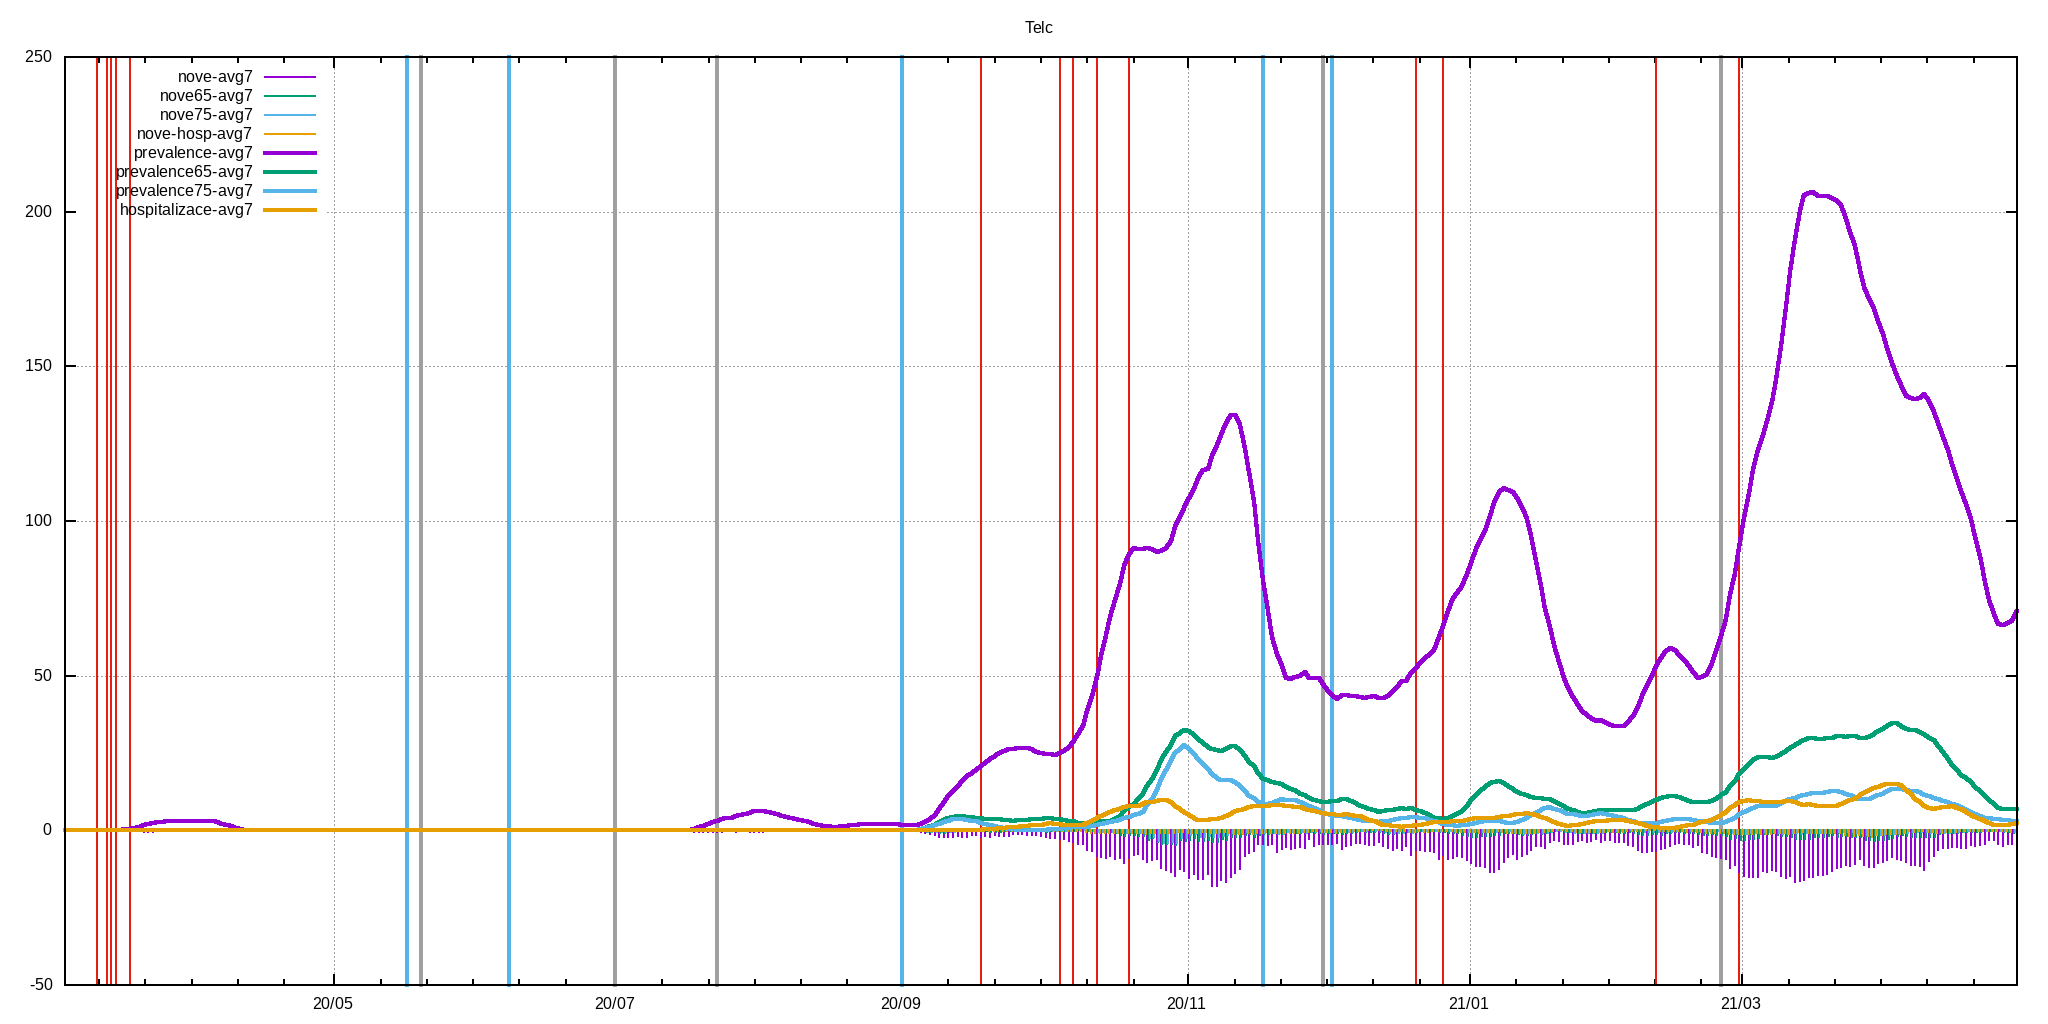 Telc
250
200
150
100
50
0
-50
nove-avg7
nove65-avg7
nove75-avg7
nove-hosp-avg7
prevalence-avg7
prevalence65-avg7
prevalence75-avg7
hospitalizace-avg7
20/05 20/07 20/09 20/11 21/01 21/03